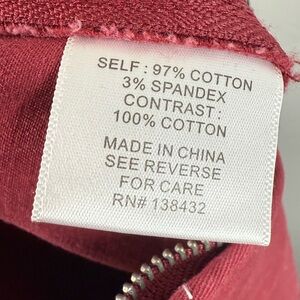 SELF : 97% COTTON
3% SPANDEX
CONTRAST :
100% COTTON
MADE IN CHINA
SEE REVERSE
FOR CARE
RN# 138432